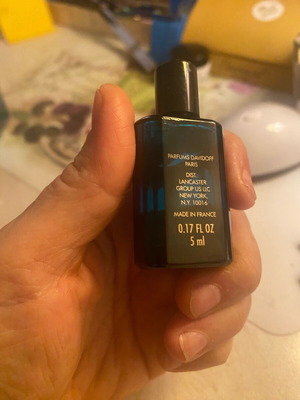 PARFUMS DAVIDOFF
PARIS
DIST.
LANCASTER
GROUP US LLC
NEW YORK,
N.Y. 10016
MADE IN FRANCE
0.17 FL OZ
5 ml